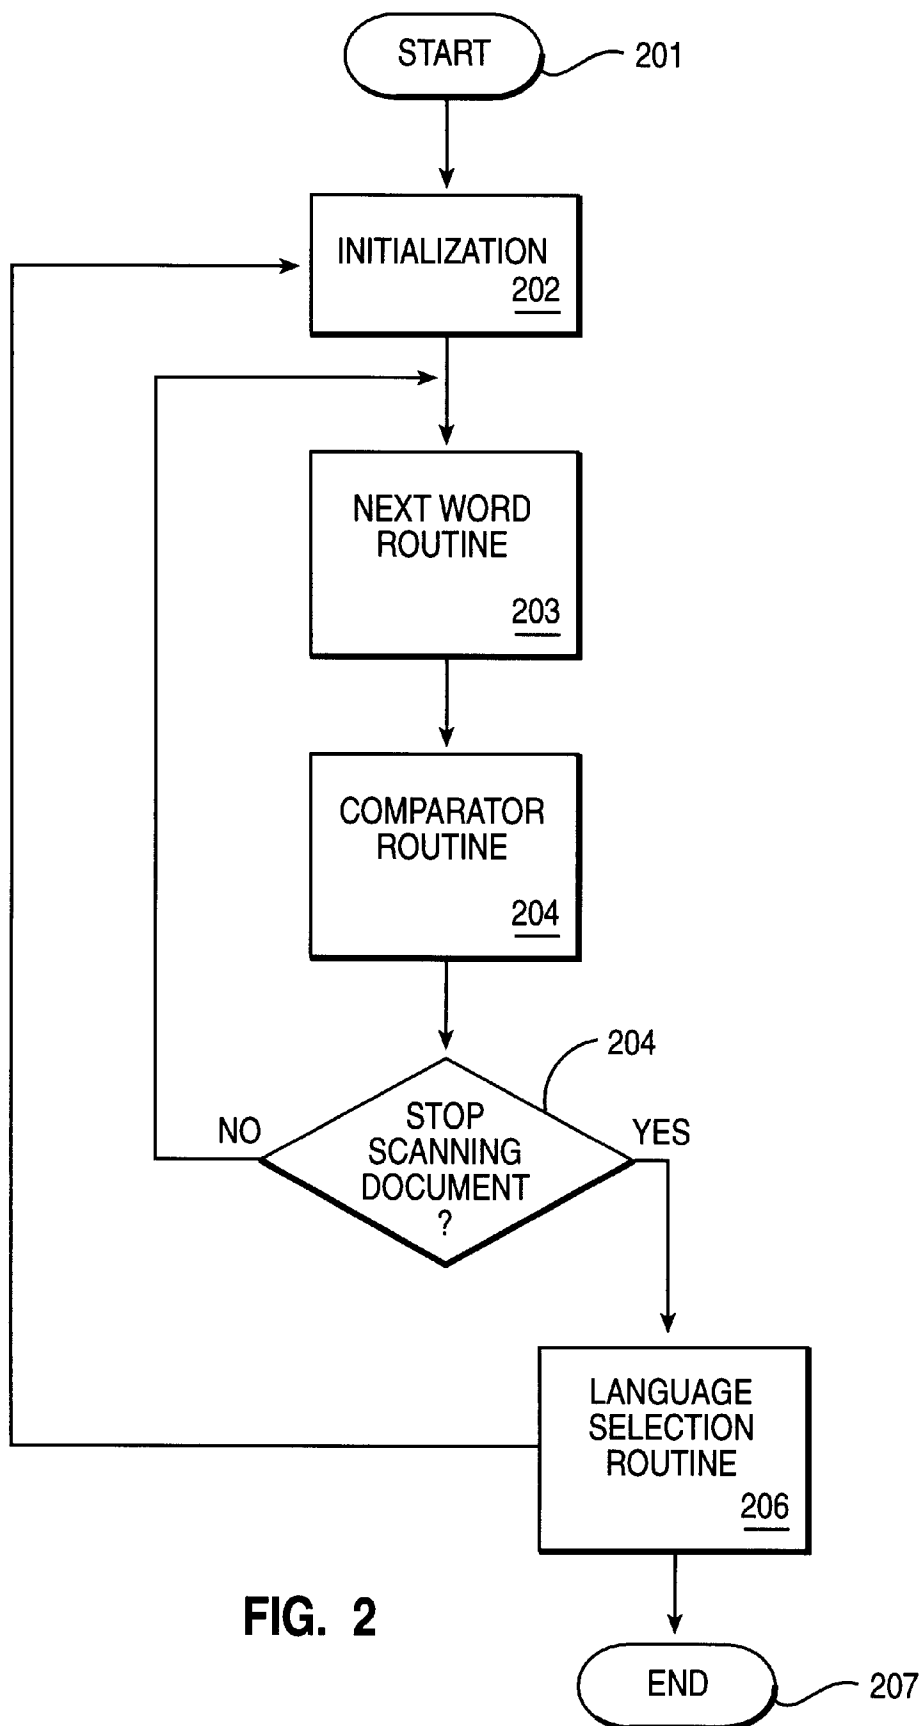 START
201
INITIALIZATION
202
NEXT WORD
ROUTINE
203
COMPARATOR
ROUTINE
204
204
NO
YES
STOP
SCANNING
DOCUMENT
?
LANGUAGE
SELECTION
ROUTINE
206
FIG. 2
END
207